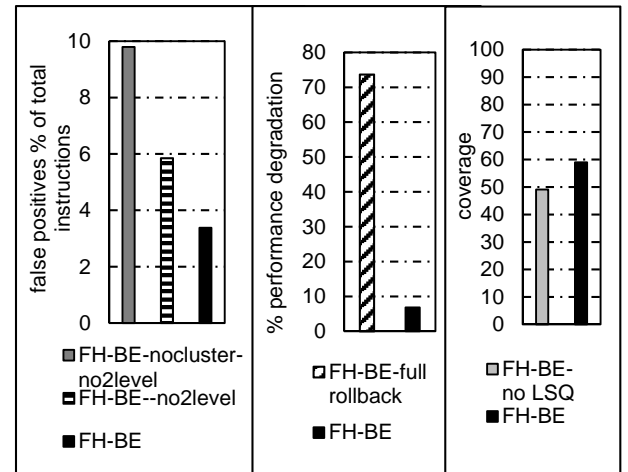 false positives % of total
instructions
10
8
6
4
2
0
FH-BE-nocluster-
no2level
FH-BE--no2level
FH-BE
% performance degradation
80
70
60
50
40
30
20
10
0
FH-BE-full
rollback
FH-BE
coverage
100
90
80
70
60
50
40
30
20
10
0
FH-BE-
no LSQ
FH-BE